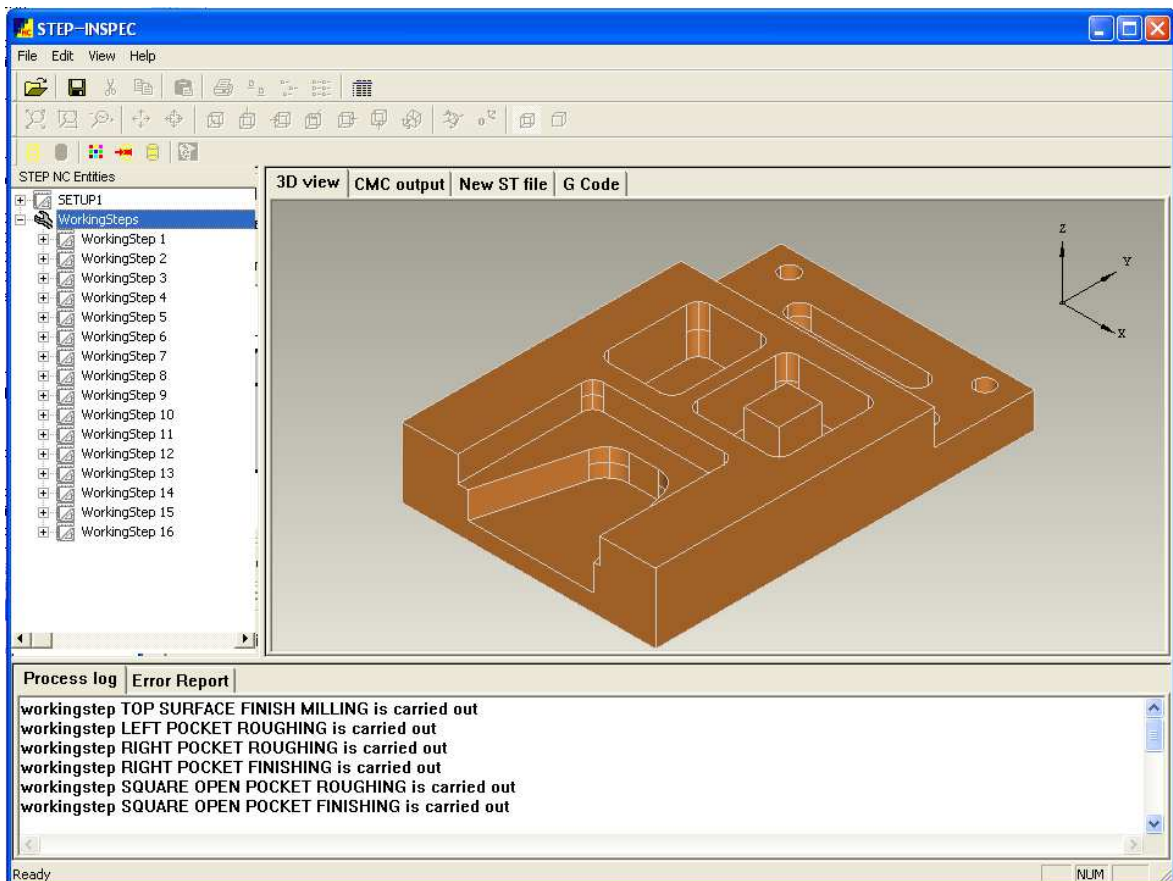 STEP-INSPEC
File Edit View Help
STEP NC Entities
SETUP1
WorkingSteps
WorkingStep 1
WorkingStep 2
WorkingStep 3
WorkingStep 4
WorkingStep 5
WorkingStep 6
WorkingStep 7
WorkingStep 8
WorkingStep 9
WorkingStep 10
WorkingStep 11
WorkingStep 12
WorkingStep 13
WorkingStep 14
WorkingStep 15
WorkingStep 16
3D view CMC output New ST file G Code
Z
Y
X
Process log Error Report
workingstep TOP SURFACE FINISH MILLING is carried out
workingstep LEFT POCKET ROUGHING is carried out
workingstep RIGHT POCKET ROUGHING is carried out
workingstep RIGHT POCKET FINISHING is carried out
workingstep SQUARE OPEN POCKET ROUGHING is carried out
workingstep SQUARE OPEN POCKET FINISHING is carried out
Ready NUM